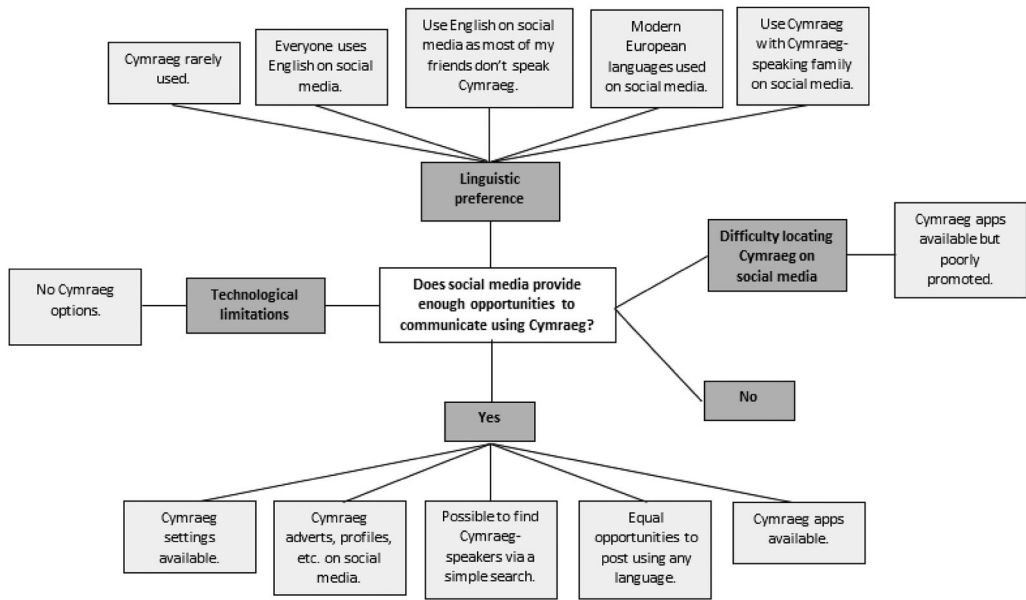 Cymraeg rarely
used.
Everyone uses
English on social
media.
Use English on social
media as most of my
friends don't speak
Cymraeg.
Modern
European
languages used
on social media.
Use Cymraeg
with Cymraeg-
speaking family
on social media.
Linguistic
preference
No Cymraeg
options.
Technological
limitations
Does social media provide
enough opportunities to
communicate using Cymraeg?
Difficulty locating
Cymraeg on
social media
Cymraeg apps
available but
poorly
promoted.
No
Yes
Cymraeg
settings
available.
Cymraeg
adverts, profiles,
etc. on social
media.
Possible to find
Cymraeg-
speakers via a
simple search.
Equal
opportunities to
post using any
language.
Cymraeg apps
available.